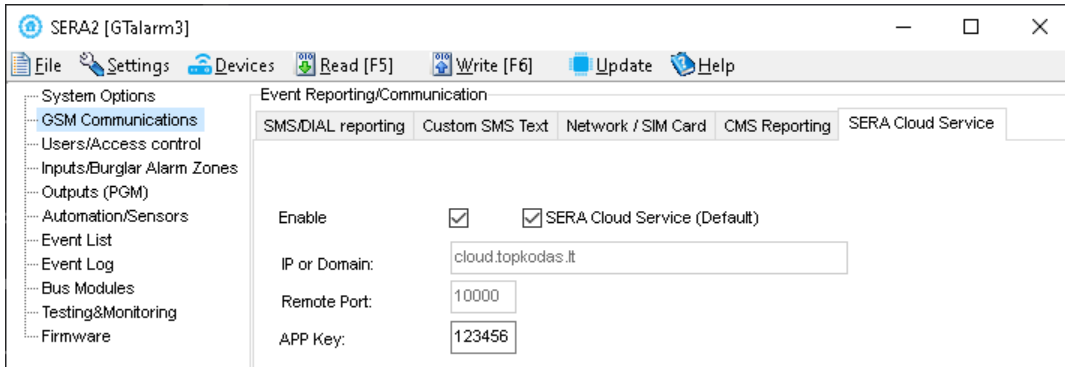 SERA2 [GTalarm3]
File Settings Devices Read [F5] Write [F6] Update Help
System Options
GSM Communications
Users/Access control
Inputs/Burglar Alarm Zones
Outputs (PGM)
Automation/Sensors
Event List
Event Log
Bus Modules
Testing&Monitoring
Firmware
Event Reporting/Communication
SMS/DIAL reporting Custom SMS Text Network / SIM Card CMS Reporting SERA Cloud Service
Enable SERA Cloud Service (Default)
IP or Domain: cloud.topkodas.lt
Remote Port: 10000
APP Key: 123456